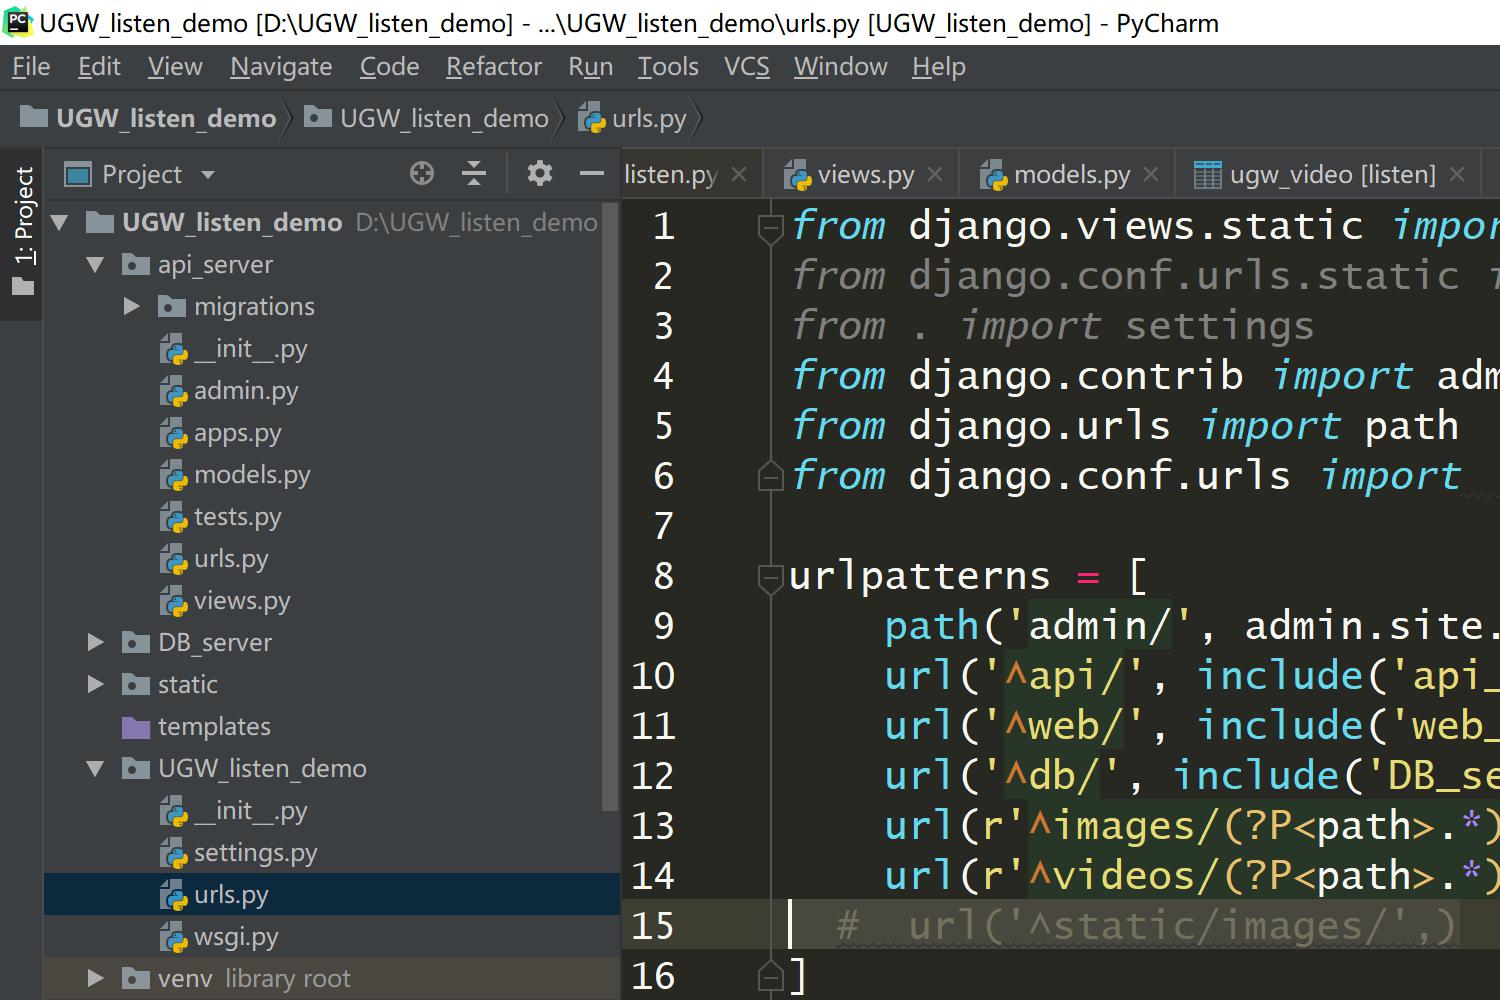 UGW_listen_demo [D:\UGW_listen_demo] - ...\UGW_listen_demo\urls.py [UGW_listen_demo] - PyCharm
File Edit View Navigate Code Refactor Run Tools VCS Window Help
UGW_listen_demo UGW_listen_demo urls.py
1: Project
Project
UGW_listen_demo D:\UGW_listen_demo
api_server
migrations
__init__.py
admin.py
apps.py
models.py
tests.py
urls.py
views.py
DB_server
static
templates
UGW_listen_demo
__init__.py
settings.py
urls.py
wsgi.py
venv library root
listen.py views.py models.py ugw_video [listen]
1 from django.views.static impor
2 from django.conf.urls.static i
3 from . import settings
4 from django.contrib import adm
5 from django.urls import path
6 from django.conf.urls import
7
8 urlpatterns = [
9 path('admin/', admin.site.
10 url('^api/', include('api_
11 url('^web/', include('web_
12 url('^db/', include('DB_se
13 url(r'^images/(?P<path>.*)
14 url(r'^videos/(?P<path>.*)
15 # url('^static/images/',)
16 ]